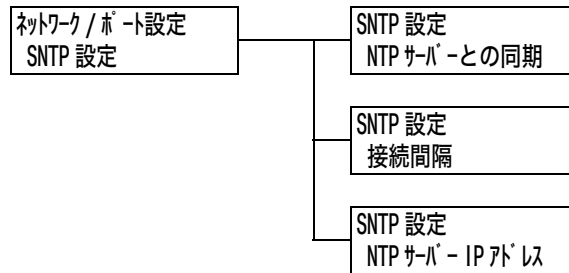 ﾈｯﾄﾜｰｸ / ﾎﾟｰﾄ設定
SNTP 設定
SNTP 設定
NTP ｻｰﾊﾞｰとの同期
SNTP 設定
接続間隔
SNTP 設定
NTP ｻｰﾊﾞｰ IP ｱﾄﾞﾚｽ